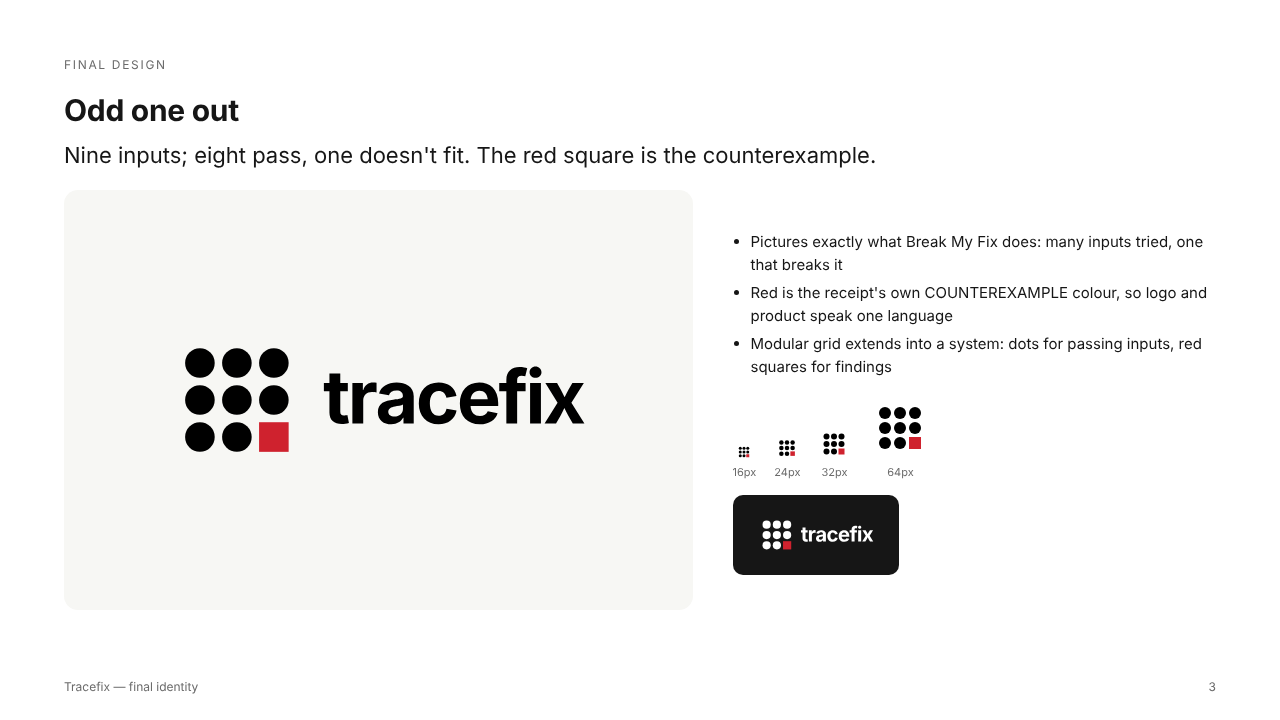 FINAL DESIGN
Odd one out
Nine inputs; eight pass, one doesn't fit. The red square is the counterexample.
tracefix
• Pictures exactly what Break My Fix does: many inputs tried, one
that breaks it
• Red is the receipt's own COUNTEREXAMPLE colour, so logo and
product speak one language
• Modular grid extends into a system: dots for passing inputs, red
squares for findings
16px 24px 32px 64px
tracefix
Tracefix — final identity
3